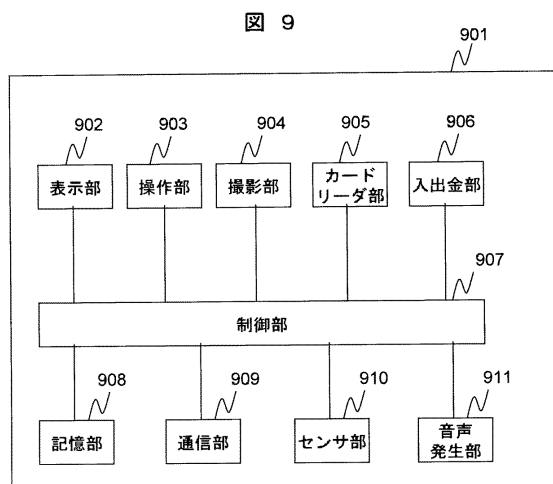 図 9
901
902
903
904
905
906
表示部
操作部
撮影部
カード
リーダ部
入出金部
907
制御部
908
909
910
911
記憶部
通信部
センサ部
音声
発生部